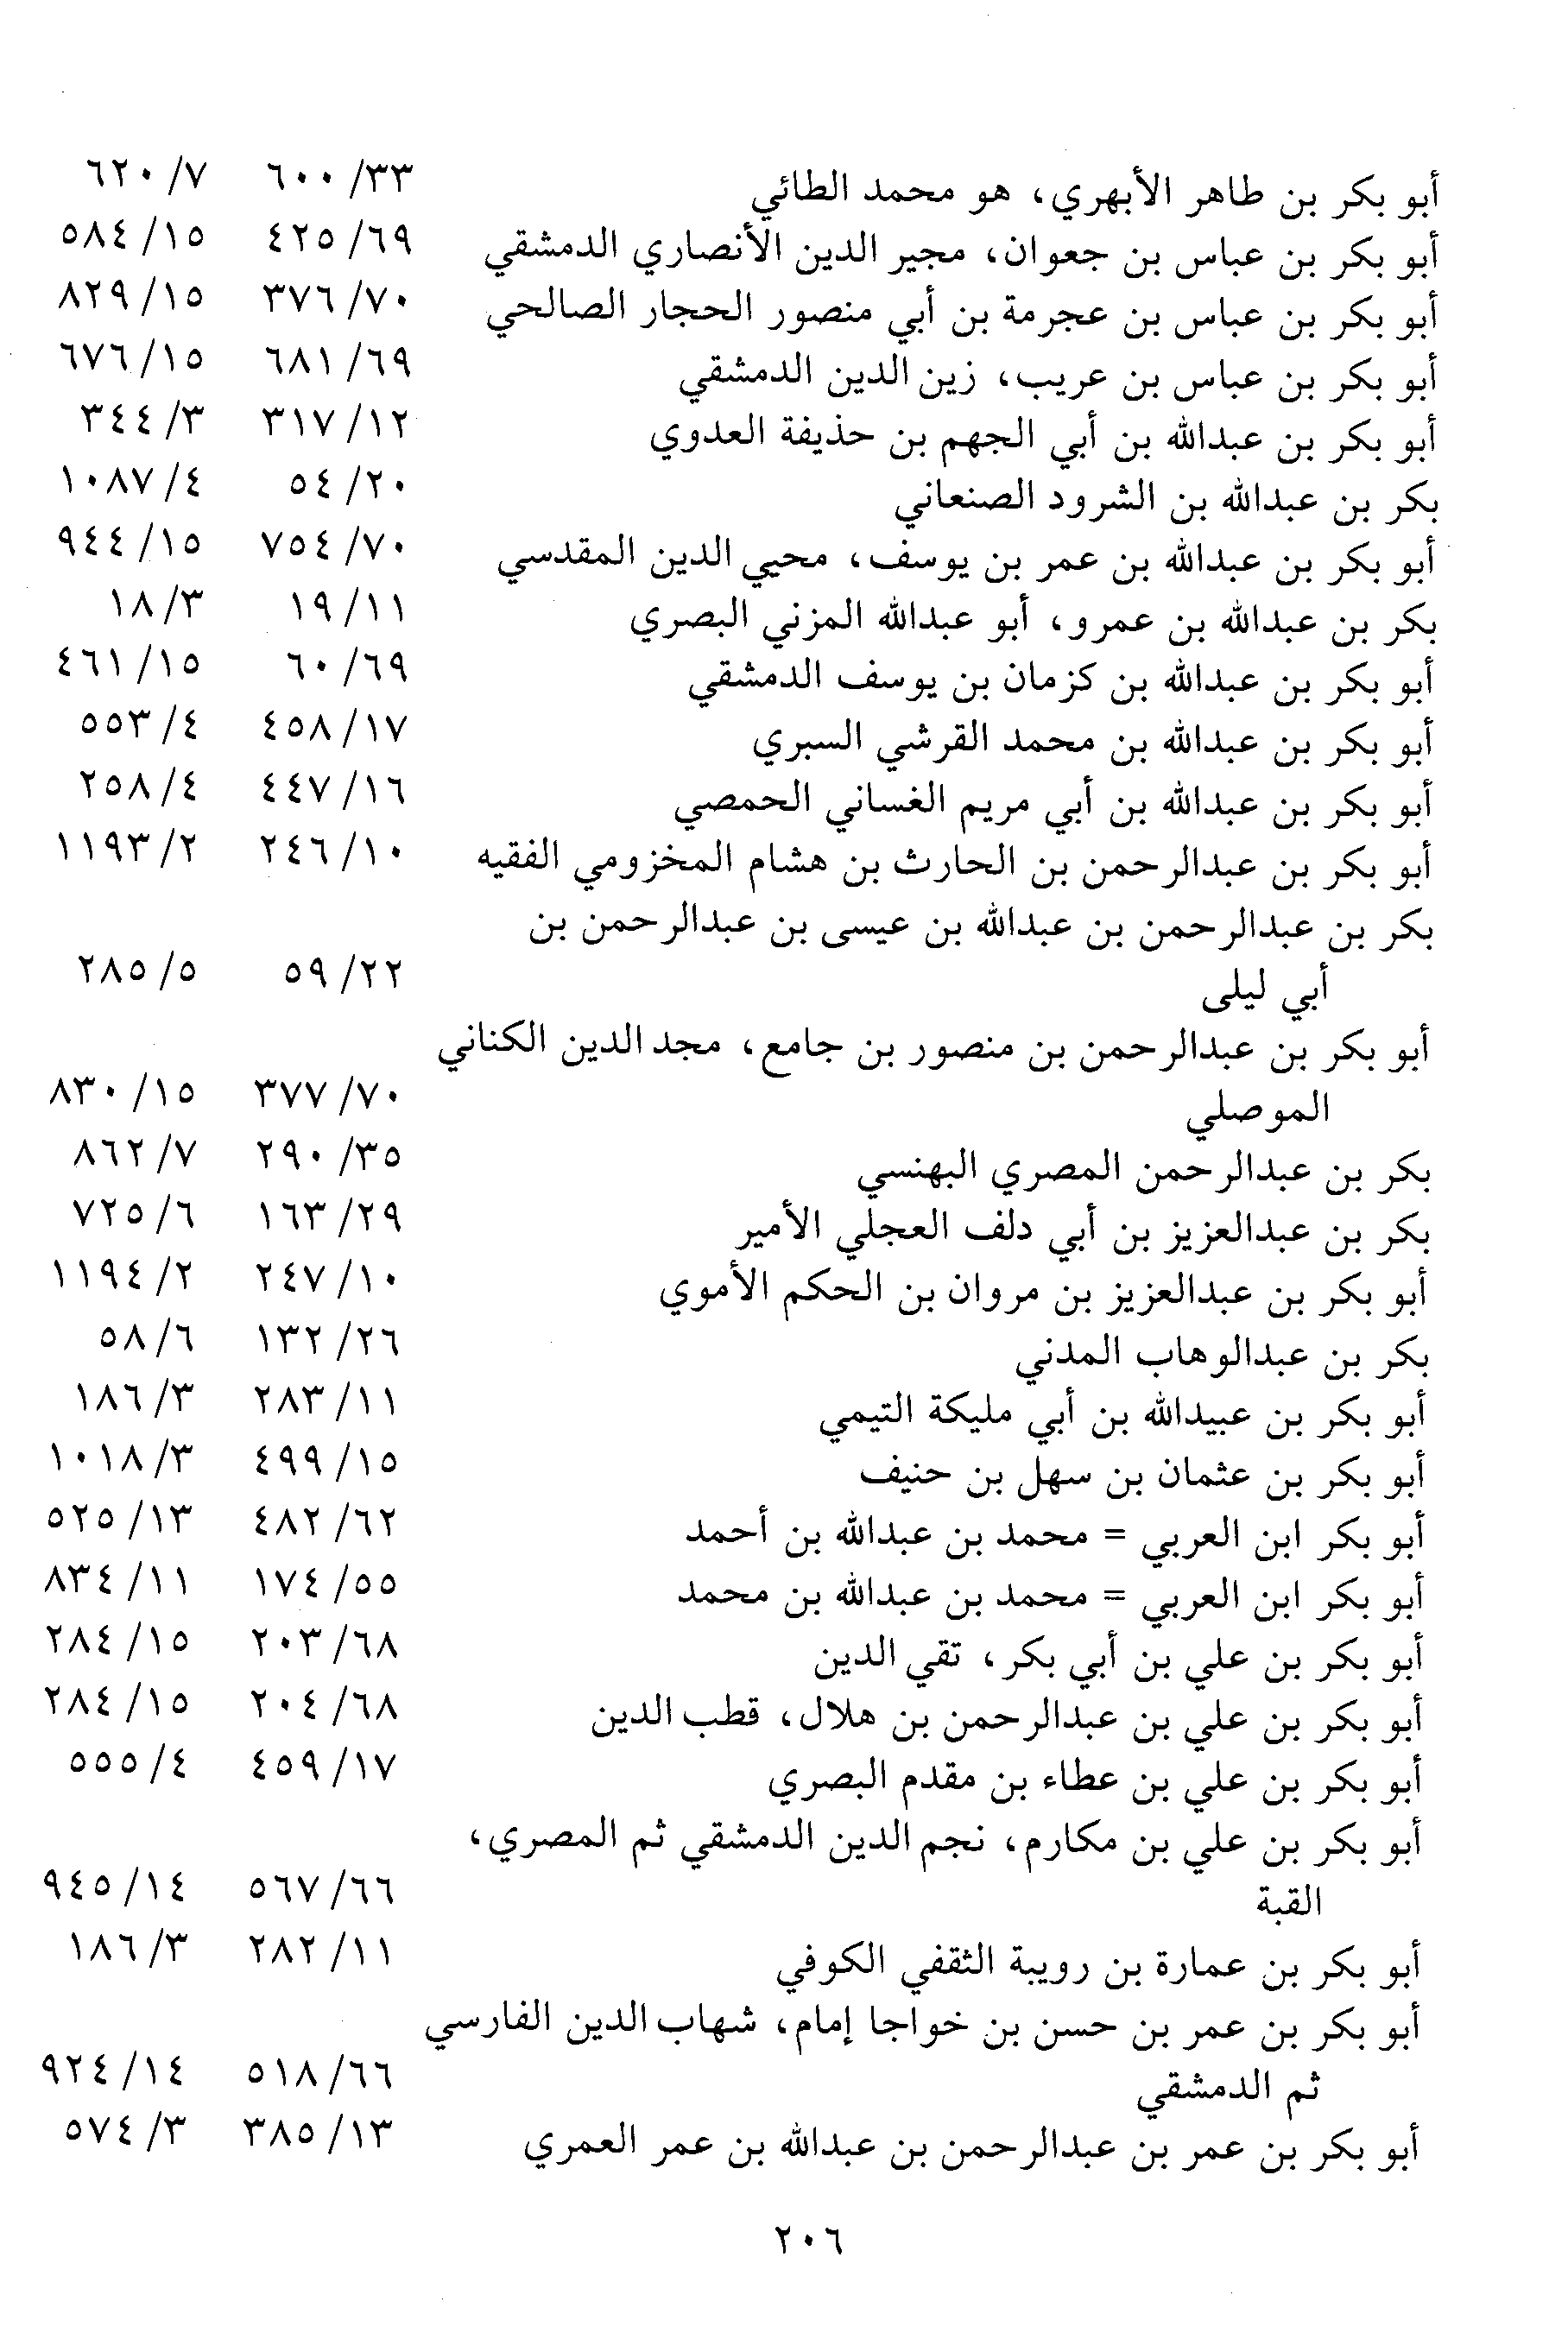 أبو بكر بن طاهر الأبهري، هو محمد الطائي ٣٣/ ٦٠٠ ٧/ ٦٢٠
أبو بكر بن عباس بن جعوان، مجير الدين الأنصاري الدمشقي ٦٩/ ٤٢٥ ١٥/ ٥٨٤
أبو بكر بن عباس بن عجرمة بن أبي منصور الحجار الصالحي ٧٠/ ٣٧٦ ١٥/ ٨٢٩
أبو بكر بن عباس بن عريب، زين الدين الدمشقي ٦٩/ ٦٨١ ١٥/ ٦٧٦
أبو بكر بن عبدالله بن أبي الجهم بن حذيفة العدوي ١٢/ ٣١٧ ٣/ ٣٤٤
بكر بن عبدالله بن الشرود الصنعاني ٢٠/ ٥٤ ٤/ ١٠٨٧
أبو بكر بن عبدالله بن عمر بن يوسف، محيي الدين المقدسي ٧٠/ ٧٥٤ ١٥/ ٩٤٤
بكر بن عبدالله بن عمرو، أبو عبدالله المزني البصري ١١/ ١٩ ٣/ ١٨
أبو بكر بن عبدالله بن كزمان بن يوسف الدمشقي ٦٩/ ٦٠ ١٥/ ٤٦١
أبو بكر بن عبدالله بن محمد القرشي السبري ١٧/ ٤٥٨ ٤/ ٥٥٣
أبو بكر بن عبدالله بن أبي مريم الغساني الحمصي ١٦/ ٤٤٧ ٤/ ٢٥٨
أبو بكر بن عبدالرحمن بن الحارث بن هشام المخزومي الفقيه ١٠/ ٢٤٦ ٢/ ١١٩٣
بكر بن عبدالرحمن بن عبدالله بن عيسى بن عبدالرحمن بن
أبي ليلى ٢٢/ ٥٩ ٥/ ٢٨٥
أبو بكر بن عبدالرحمن بن منصور بن جامع، مجد الدين الكناني
الموصلي ٧٠/ ٣٧٧ ١٥/ ٨٣٠
بكر بن عبدالرحمن المصري البهنسي ٣٥/ ٢٩٠ ٧/ ٨٦٢
بكر بن عبدالعزيز بن أبي دلف العجلي الأمير ٢٩/ ١٦٣ ٦/ ٧٢٥
أبو بكر بن عبدالعزيز بن مروان بن الحكم الأموي ١٠/ ٢٤٧ ٢/ ١١٩٤
بكر بن عبدالوهاب المدني ٢٦/ ١٣٢ ٦/ ٥٨
أبو بكر بن عبيدالله بن أبي مليكة التيمي ١١/ ٢٨٣ ٣/ ١٨٦
أبو بكر بن عثمان بن سهل بن حنيف ١٥/ ٤٩٩ ٣/ ١٠١٨
أبو بكر ابن العربي = محمد بن عبدالله بن أحمد ٦٢/ ٤٨٢ ١٣/ ٥٢٥
أبو بكر ابن العربي = محمد بن عبدالله بن محمد ٥٥/ ١٧٤ ١١/ ٨٣٤
أبو بكر بن علي بن أبي بكر، تقي الدين ٦٨/ ٢٠٣ ١٥/ ٢٨٤
أبو بكر بن علي بن عبدالرحمن بن هلال، قطب الدين ٦٨/ ٢٠٤ ١٥/ ٢٨٤
أبو بكر بن علي بن عطاء بن مقدم البصري ١٧/ ٤٥٩ ٤/ ٥٥٥
أبو بكر بن علي بن مكارم، نجم الدين الدمشقي ثم المصري،
القبة ٦٦/ ٥٦٧ ١٤/ ٩٤٥
أبو بكر بن عمارة بن رويبة الثقفي الكوفي ١١/ ٢٨٢ ٣/ ١٨٦
أبو بكر بن عمر بن حسن بن خواجا إمام، شهاب الدين الفارسي
ثم الدمشقي ٦٦/ ٥١٨ ١٤/ ٩٢٤
أبو بكر بن عمر بن عبدالرحمن بن عبدالله بن عمر العمري ١٣/ ٣٨٥ ٣/ ٥٧٤
٢٠٦